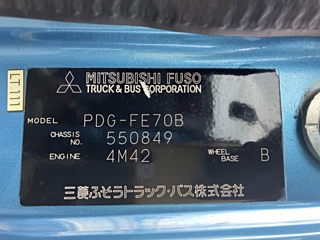 LT111
MITSUBISHI FUSO
TRUCK & BUS CORPORATION
MODEL PDG-FE70B
CHASSIS NO. 550849
ENGINE 4M42 WHEEL BASE B
三菱ふそうトラック・バス株式会社